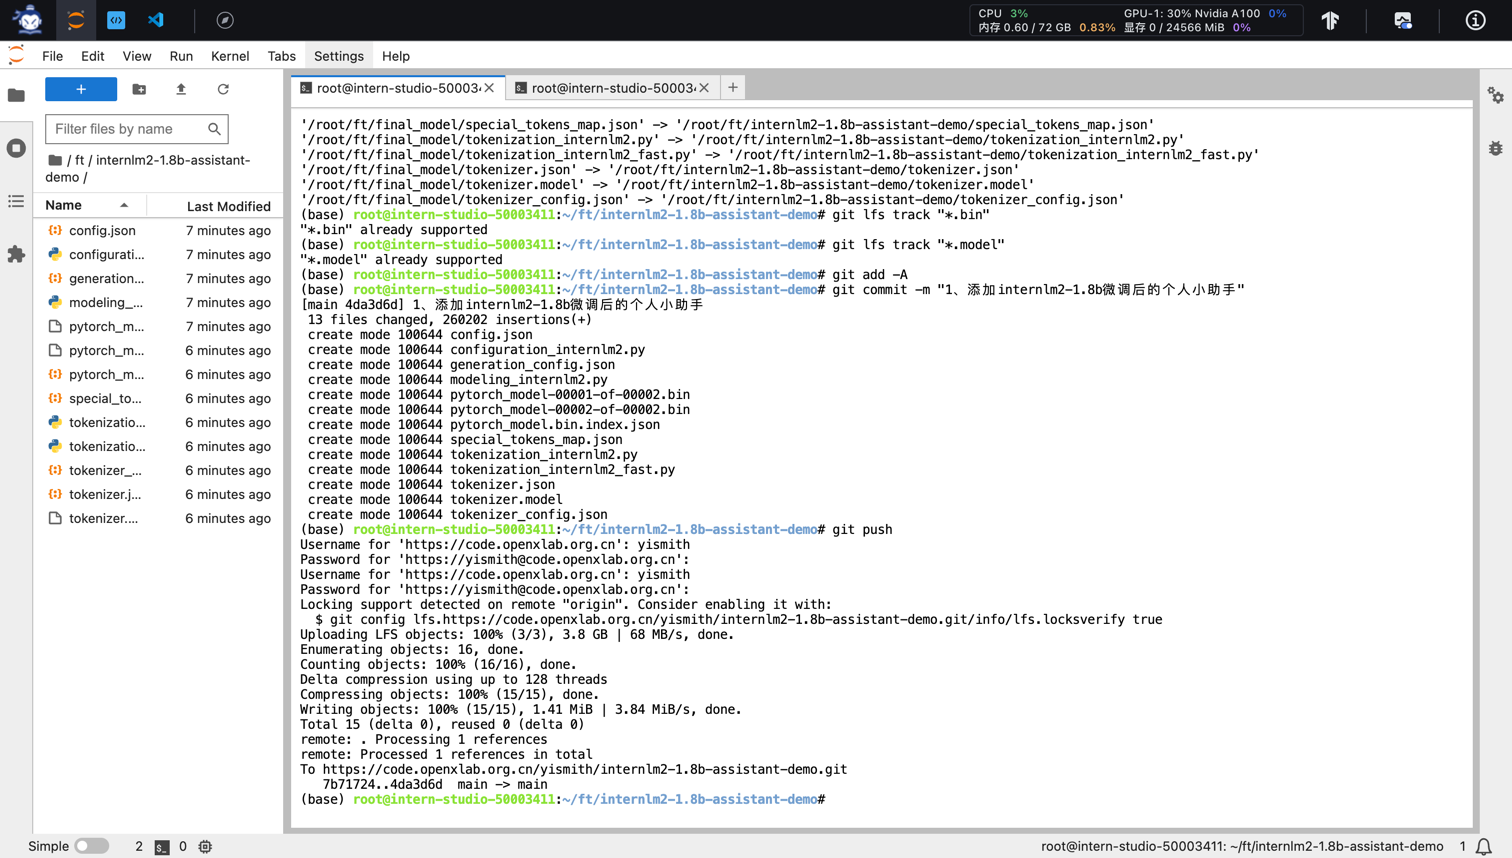 CPU 3% GPU-1: 30% Nvidia A100 0%
内存 0.60 / 72 GB 0.83% 显存 0 / 24566 MiB 0%
File Edit View Run Kernel Tabs Settings Help
root@intern-studio-50003 root@intern-studio-50003
Filter files by name
/ ft / internlm2-1.8b-assistant-
demo /
Name Last Modified
config.json 7 minutes ago
configurati... 7 minutes ago
generation... 7 minutes ago
modeling_... 7 minutes ago
pytorch_m... 7 minutes ago
pytorch_m... 6 minutes ago
pytorch_m... 6 minutes ago
special_to... 6 minutes ago
tokenizatio... 6 minutes ago
tokenizatio... 6 minutes ago
tokenizer_... 6 minutes ago
tokenizer.j... 6 minutes ago
tokenizer.... 6 minutes ago
'/root/ft/final_model/special_tokens_map.json' -> '/root/ft/internlm2-1.8b-assistant-demo/special_tokens_map.json'
'/root/ft/final_model/tokenization_internlm2.py' -> '/root/ft/internlm2-1.8b-assistant-demo/tokenization_internlm2.py'
'/root/ft/final_model/tokenization_internlm2_fast.py' -> '/root/ft/internlm2-1.8b-assistant-demo/tokenization_internlm2_fast.py'
'/root/ft/final_model/tokenizer.json' -> '/root/ft/internlm2-1.8b-assistant-demo/tokenizer.json'
'/root/ft/final_model/tokenizer.model' -> '/root/ft/internlm2-1.8b-assistant-demo/tokenizer.model'
'/root/ft/final_model/tokenizer_config.json' -> '/root/ft/internlm2-1.8b-assistant-demo/tokenizer_config.json'
(base) root@intern-studio-50003411:~/ft/internlm2-1.8b-assistant-demo# git lfs track "*.bin"
"*.bin" already supported
(base) root@intern-studio-50003411:~/ft/internlm2-1.8b-assistant-demo# git lfs track "*.model"
"*.model" already supported
(base) root@intern-studio-50003411:~/ft/internlm2-1.8b-assistant-demo# git add -A
(base) root@intern-studio-50003411:~/ft/internlm2-1.8b-assistant-demo# git commit -m "1、添加internlm2-1.8b微调后的个人小助手"
[main 4da3d6d] 1、添加internlm2-1.8b微调后的个人小助手
13 files changed, 260202 insertions(+)
create mode 100644 config.json
create mode 100644 configuration_internlm2.py
create mode 100644 generation_config.json
create mode 100644 modeling_internlm2.py
create mode 100644 pytorch_model-00001-of-00002.bin
create mode 100644 pytorch_model-00002-of-00002.bin
create mode 100644 pytorch_model.bin.index.json
create mode 100644 special_tokens_map.json
create mode 100644 tokenization_internlm2.py
create mode 100644 tokenization_internlm2_fast.py
create mode 100644 tokenizer.json
create mode 100644 tokenizer.model
create mode 100644 tokenizer_config.json
(base) root@intern-studio-50003411:~/ft/internlm2-1.8b-assistant-demo# git push
Username for 'https://code.openxlab.org.cn': yismith
Password for 'https://yismith@code.openxlab.org.cn':
Username for 'https://code.openxlab.org.cn': yismith
Password for 'https://yismith@code.openxlab.org.cn':
Locking support detected on remote "origin". Consider enabling it with:
$ git config lfs.https://code.openxlab.org.cn/yismith/internlm2-1.8b-assistant-demo.git/info/lfs.locksverify true
Uploading LFS objects: 100% (3/3), 3.8 GB | 68 MB/s, done.
Enumerating objects: 16, done.
Counting objects: 100% (16/16), done.
Delta compression using up to 128 threads
Compressing objects: 100% (15/15), done.
Writing objects: 100% (15/15), 1.41 MiB | 3.84 MiB/s, done.
Total 15 (delta 0), reused 0 (delta 0)
remote: . Processing 1 references
remote: Processed 1 references in total
To https://code.openxlab.org.cn/yismith/internlm2-1.8b-assistant-demo.git
7b71724..4da3d6d main -> main
(base) root@intern-studio-50003411:~/ft/internlm2-1.8b-assistant-demo#
Simple 2 0 root@intern-studio-50003411: ~/ft/internlm2-1.8b-assistant-demo 1